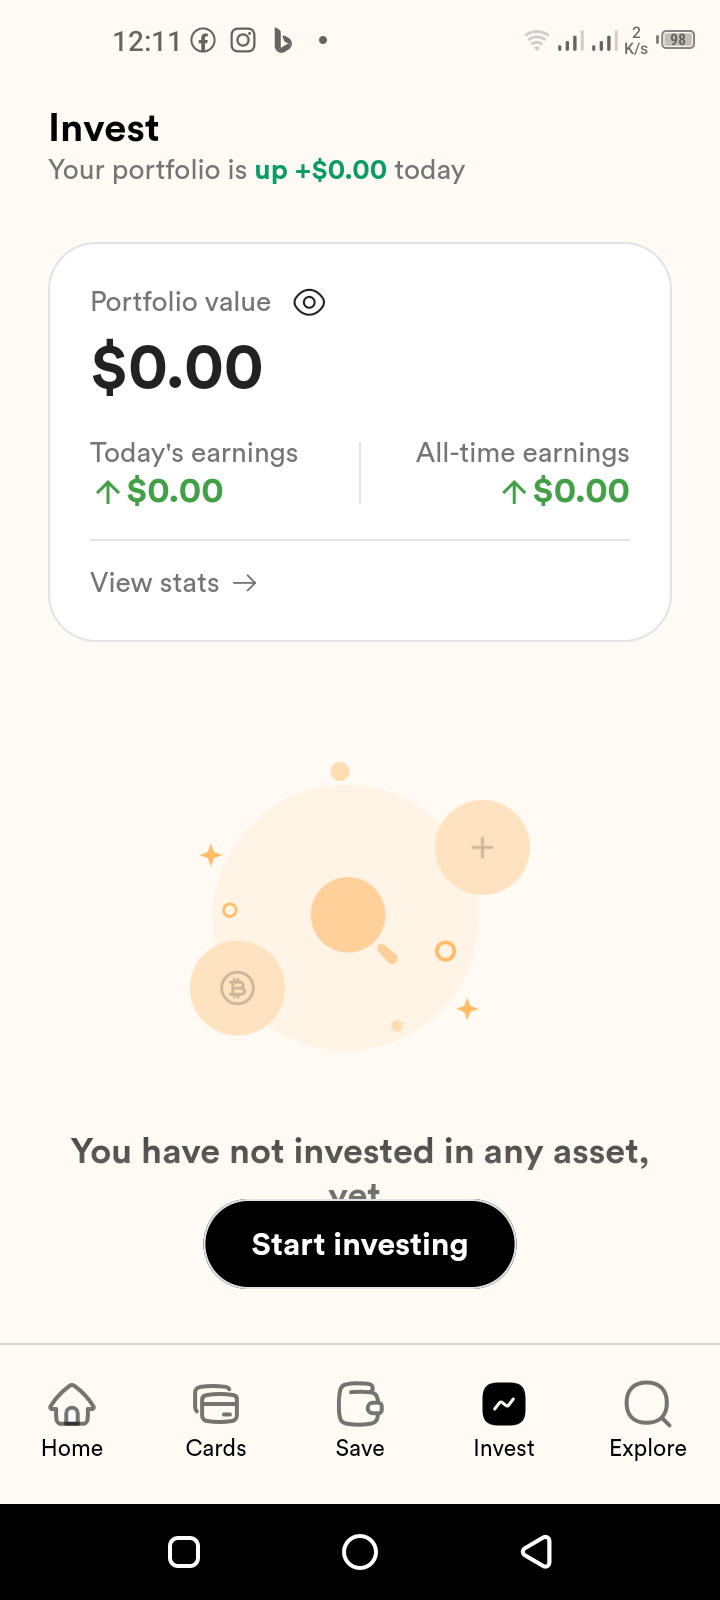 12:11
2
K/s
98
Invest
Your portfolio is up +$0.00 today
Portfolio value
$0.00
Today's earnings
All-time earnings
$0.00
$0.00
View stats →
You have not invested in any asset,
yet
Start investing
Home
Cards
Save
Invest
Explore